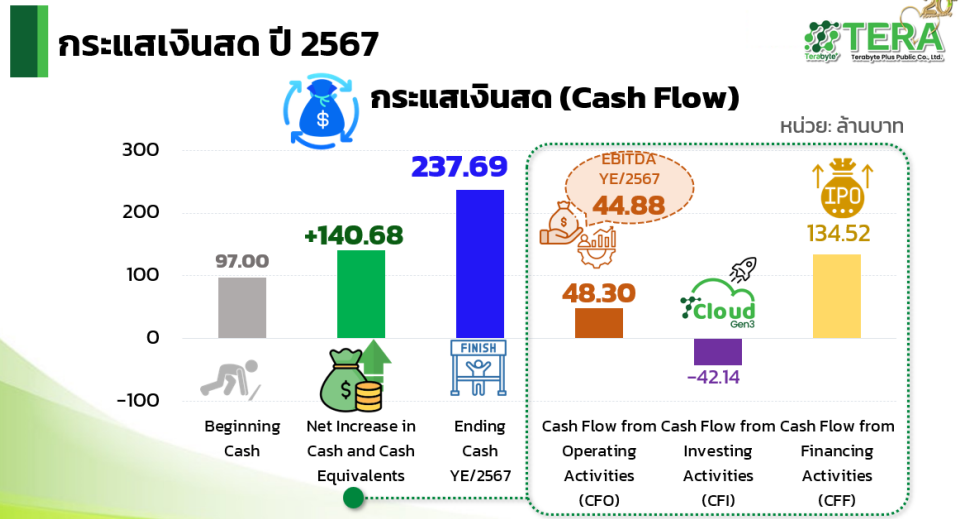 กระแสเงินสด ปี 2567
20
TERA
Terabyte
Terabyte Plus Public Co., Ltd.
กระแสเงินสด (Cash Flow)
หน่วย: ล้านบาท
300
200
100
0
-100
97.00
+140.68
237.69
EBITDA
YE/2567
44.88
48.30
-42.14
134.52
$
$
$
FINISH
Cloud
Gen3
IPO
Beginning
Cash
Net Increase in
Cash and Cash
Equivalents
Ending
Cash
YE/2567
Cash Flow from
Operating
Activities
(CFO)
Cash Flow from
Investing
Activities
(CFI)
Cash Flow from
Financing
Activities
(CFF)